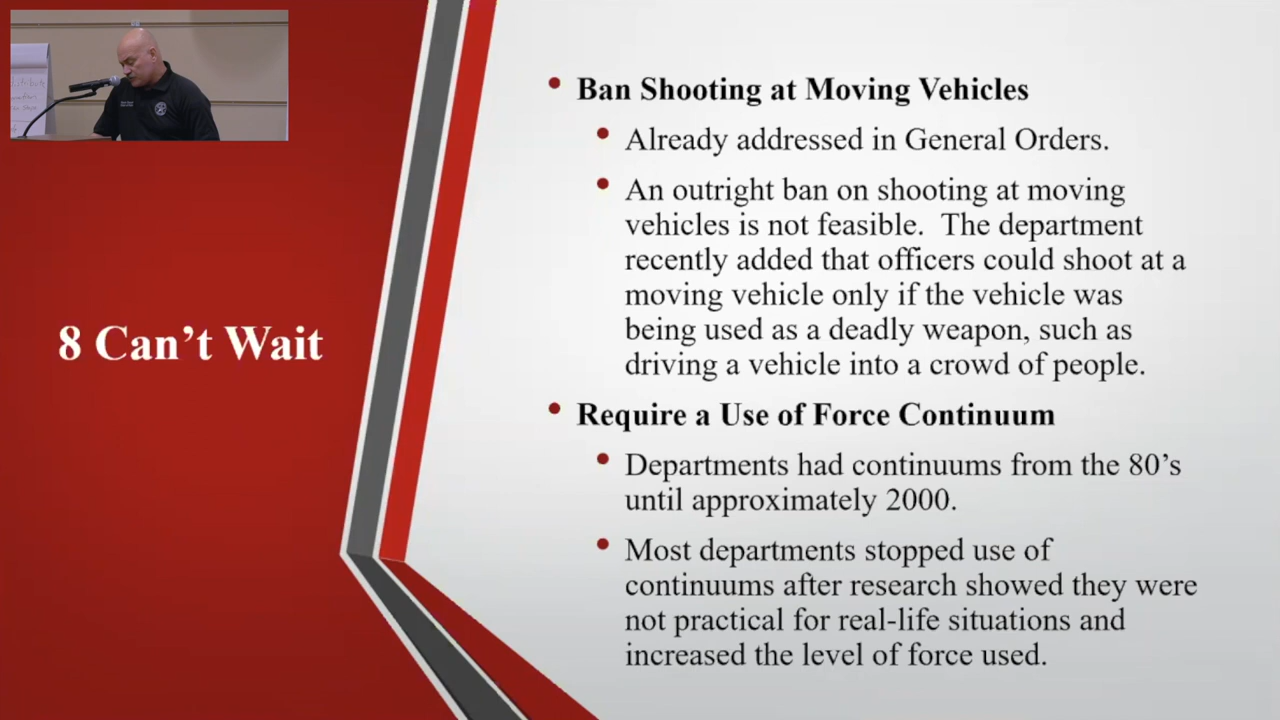 8 Can't Wait
• Ban Shooting at Moving Vehicles
• Already addressed in General Orders.
• An outright ban on shooting at moving
vehicles is not feasible. The department
recently added that officers could shoot at a
moving vehicle only if the vehicle was
being used as a deadly weapon, such as
driving a vehicle into a crowd of people.
• Require a Use of Force Continuum
• Departments had continuums from the 80's
until approximately 2000.
• Most departments stopped use of
continuums after research showed they were
not practical for real-life situations and
increased the level of force used.